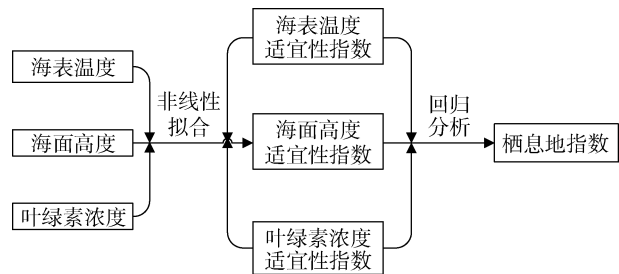 海表温度
海面高度
叶绿素浓度
非线性
拟合
海表温度
适宜性指数
海面高度
适宜性指数
叶绿素浓度
适宜性指数
回归
分析
栖息地指数